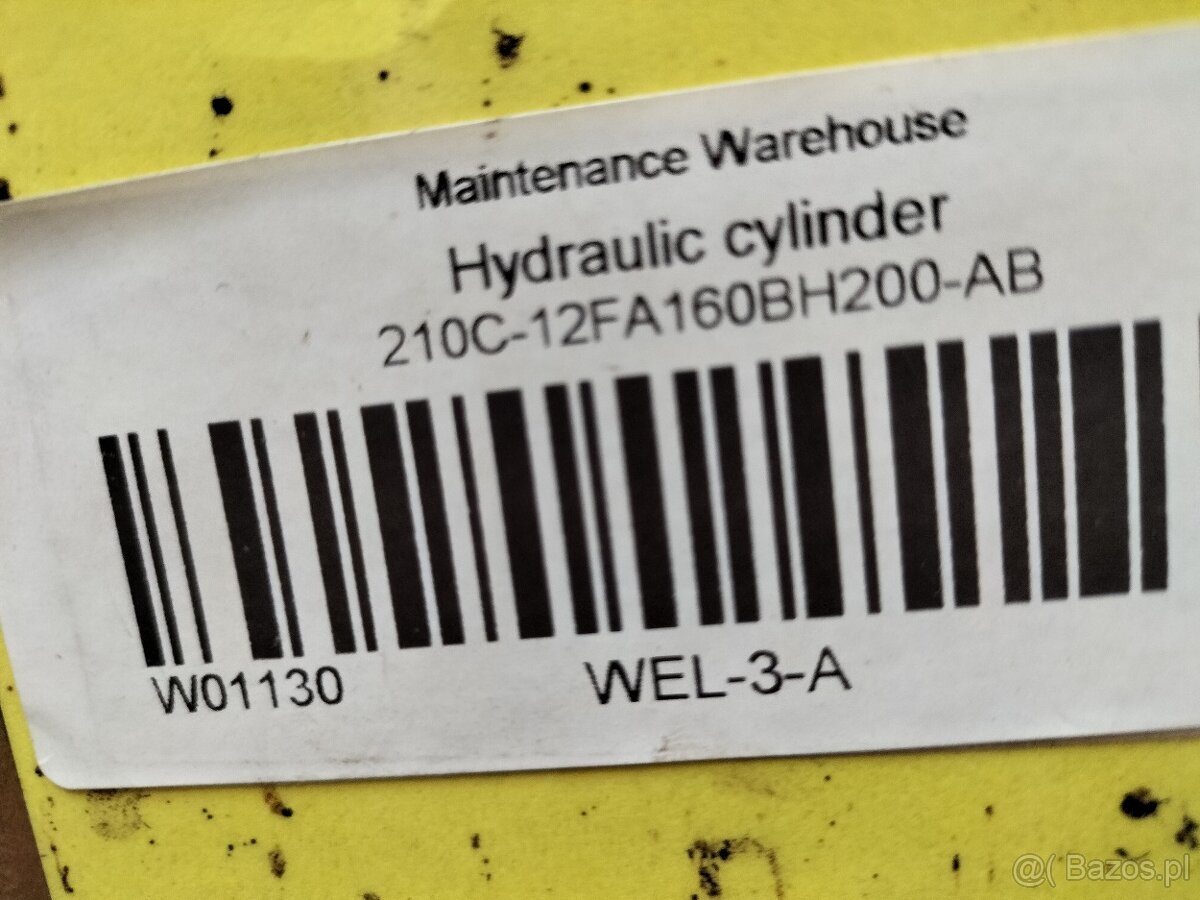 Maintenance Warehouse
Hydraulic cylinder
210C-12FA160BH200-AB
W01130
WEL-3-A
@( Bazos.pl